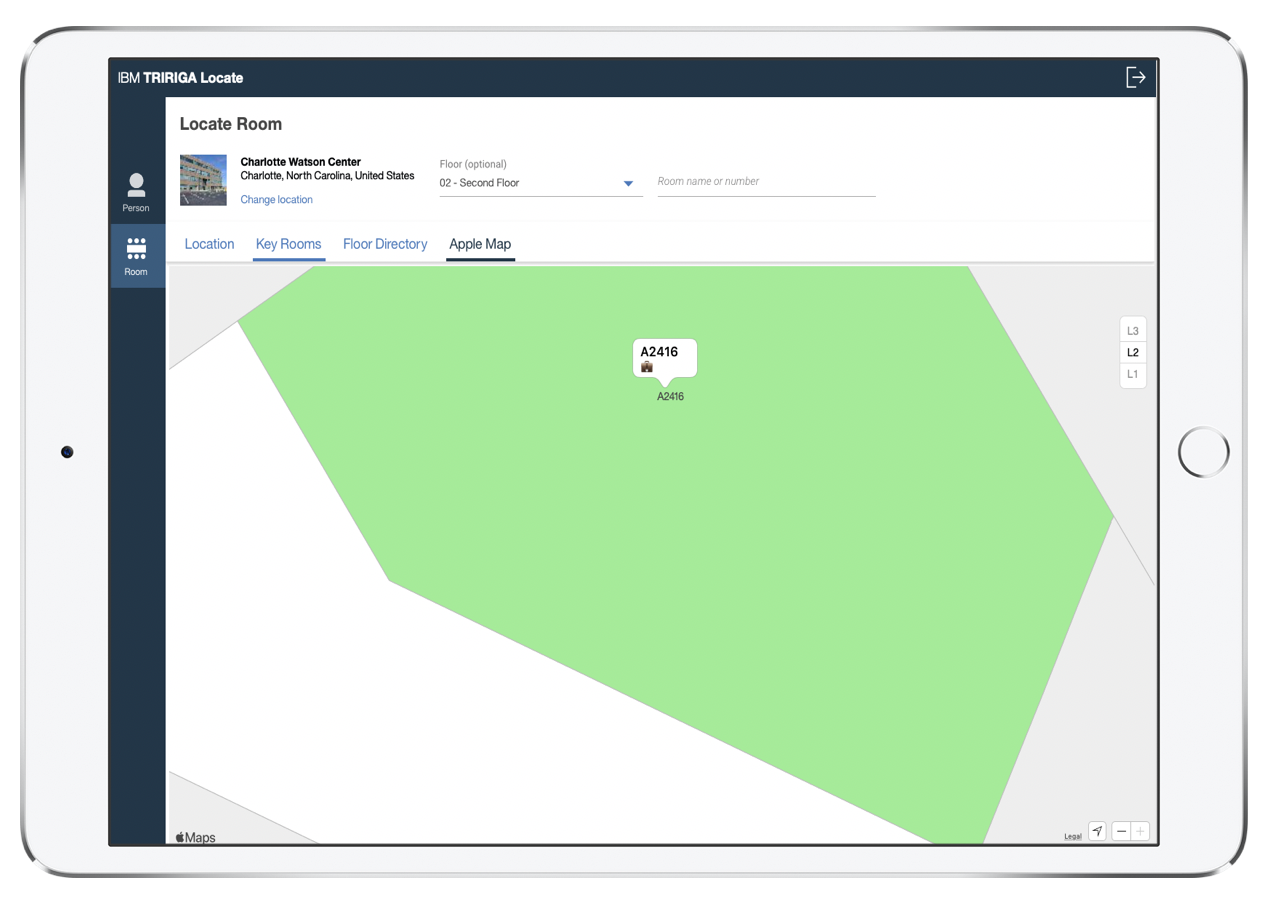 IBM TRIRIGA Locate
Locate Room
Charlotte Watson Center
Charlotte, North Carolina, United States
Change location
Floor (optional)
02 - Second Floor
Room name or number
Person
Room
Location
Key Rooms
Floor Directory
Apple Map
A2416
A2416
L3
L2
L1
Maps
Legal